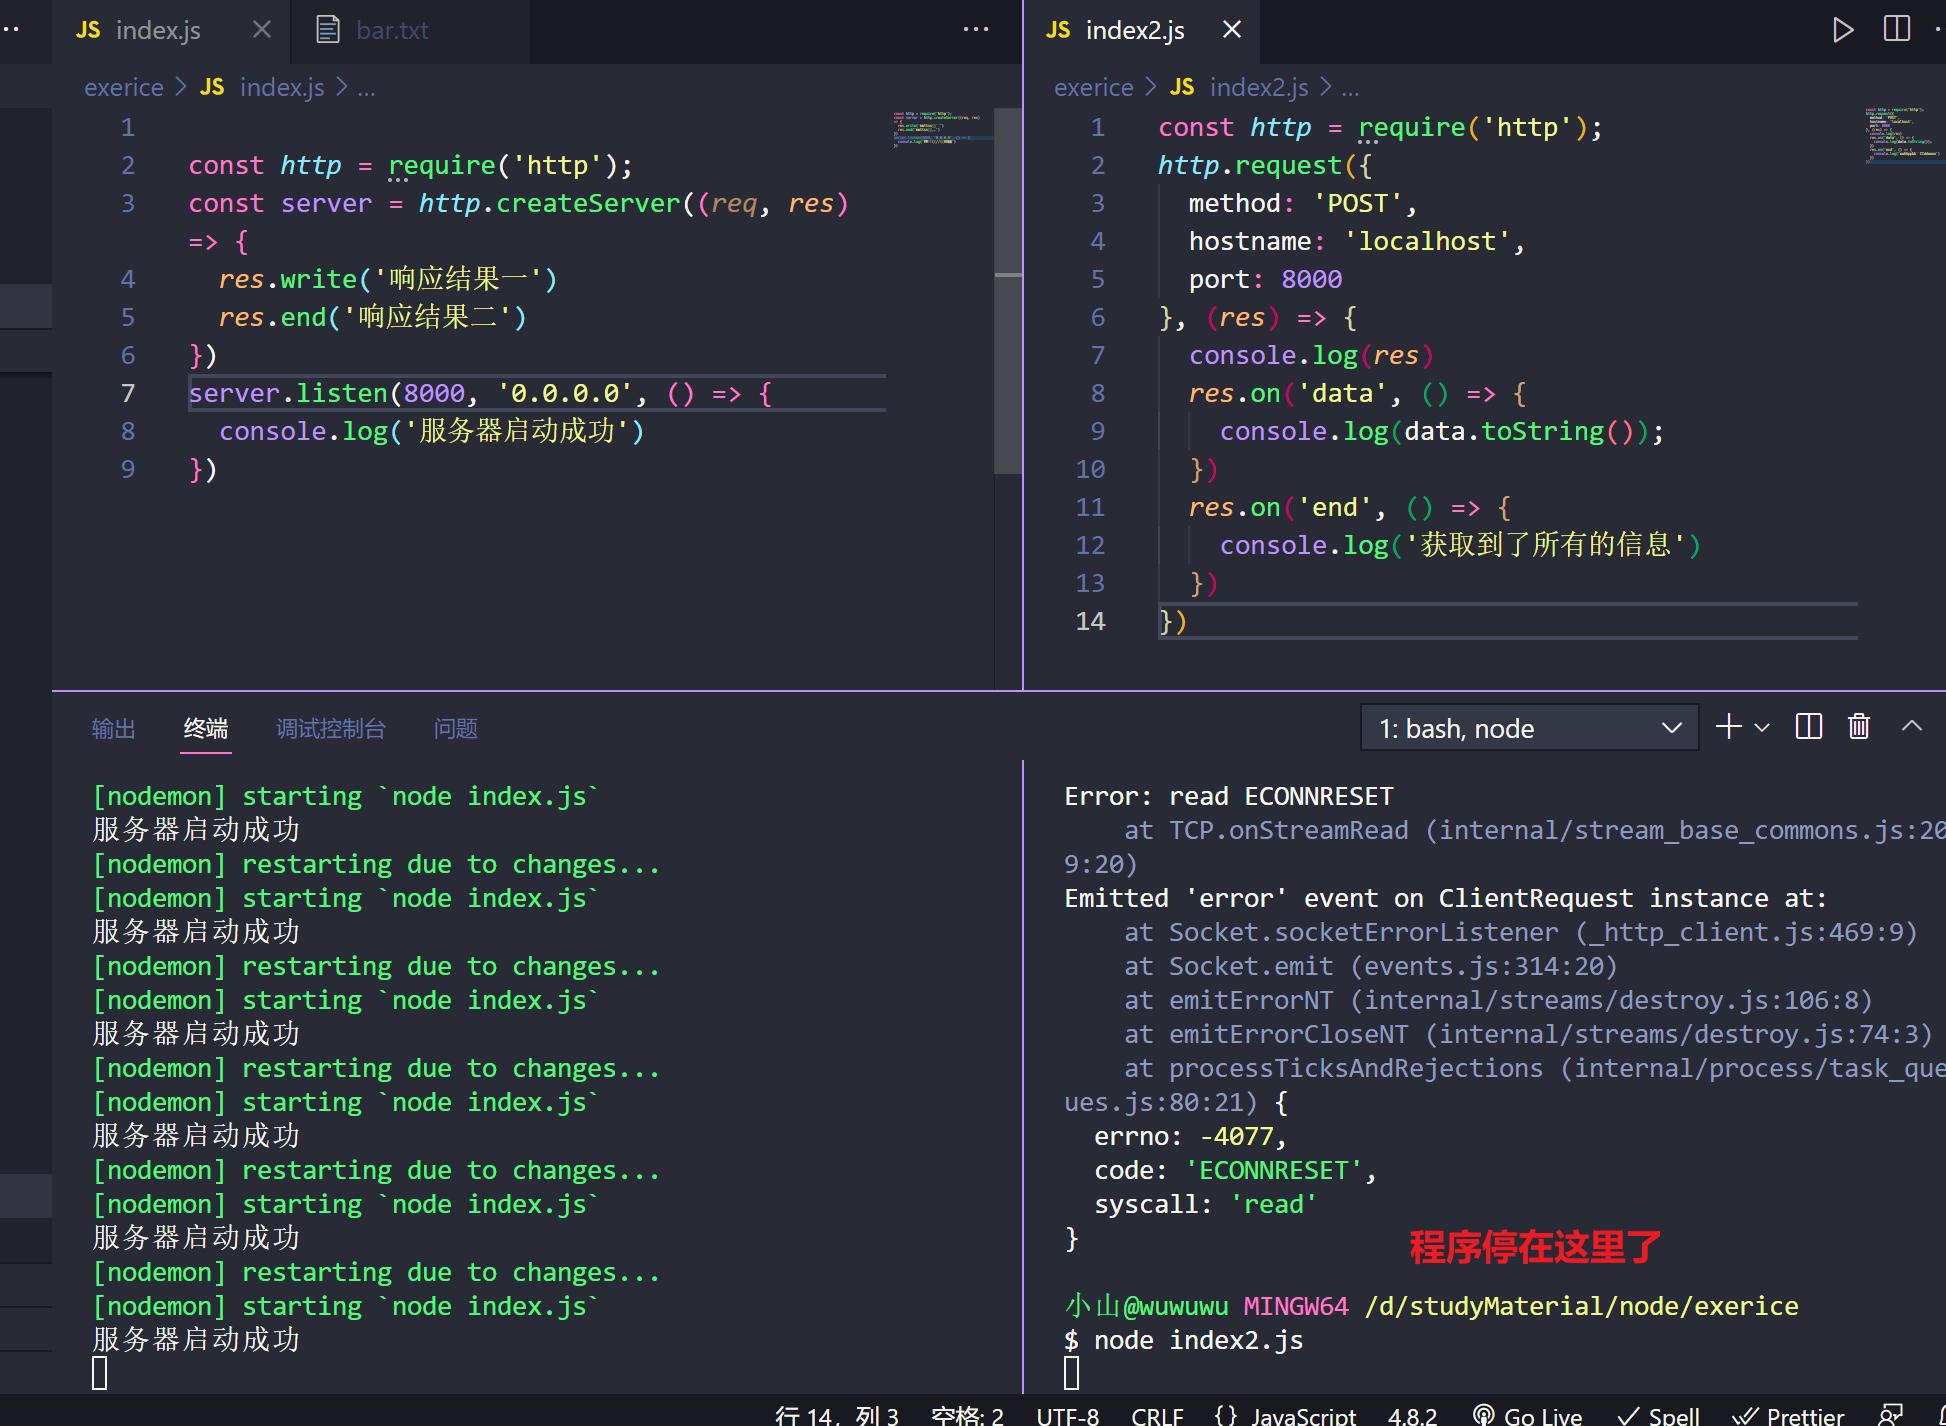 JS index.js
bar.txt
exerice > JS index.js > ...
1
2 const http = require('http');
3 const server = http.createServer((req, res)
=> {
4 res.write('响应结果一')
5 res.end('响应结果二')
6 })
7 server.listen(8000, '0.0.0.0', () => {
8 console.log('服务器启动成功')
9 })
JS index2.js
exerice > JS index2.js > ...
1 const http = require('http');
2 http.request({
3 method: 'POST',
4 hostname: 'localhost',
5 port: 8000
6 }, (res) => {
7 console.log(res)
8 res.on('data', () => {
9 console.log(data.toString());
10 })
11 res.on('end', () => {
12 console.log('获取到了所有的信息')
13 })
14 })
输出 终端 调试控制台 问题
1: bash, node
[nodemon] starting `node index.js`
服务器启动成功
[nodemon] restarting due to changes...
[nodemon] starting `node index.js`
服务器启动成功
[nodemon] restarting due to changes...
[nodemon] starting `node index.js`
服务器启动成功
[nodemon] restarting due to changes...
[nodemon] starting `node index.js`
服务器启动成功
[nodemon] restarting due to changes...
[nodemon] starting `node index.js`
服务器启动成功
[nodemon] restarting due to changes...
[nodemon] starting `node index.js`
服务器启动成功
Error: read ECONNRESET
at TCP.onStreamRead (internal/stream_base_commons.js:20
9:20)
Emitted 'error' event on ClientRequest instance at:
at Socket.socketErrorListener (_http_client.js:469:9)
at Socket.emit (events.js:314:20)
at emitErrorNT (internal/streams/destroy.js:106:8)
at emitErrorCloseNT (internal/streams/destroy.js:74:3)
at processTicksAndRejections (internal/process/task_que
ues.js:80:21) {
errno: -4077,
code: 'ECONNRESET',
syscall: 'read'
}
程序停在这里了
小山@wuwuwu MINGW64 /d/studyMaterial/node/exerice
$ node index2.js
行 14，列 3 空格: 2 UTF-8 CRLF {} JavaScript 4.8.2 Go Live Spell Prettier